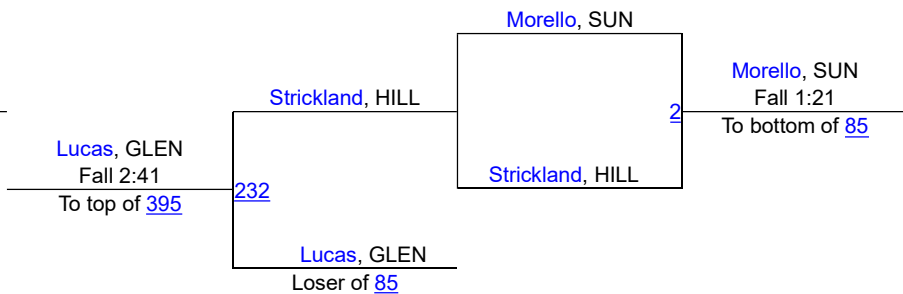 Morello, SUN
Morello, SUN
Fall 1:21
To bottom of 85
Strickland, HILL
2
Strickland, HILL
Lucas, GLEN
Fall 2:41
To top of 395
232
Lucas, GLEN
Loser of 85